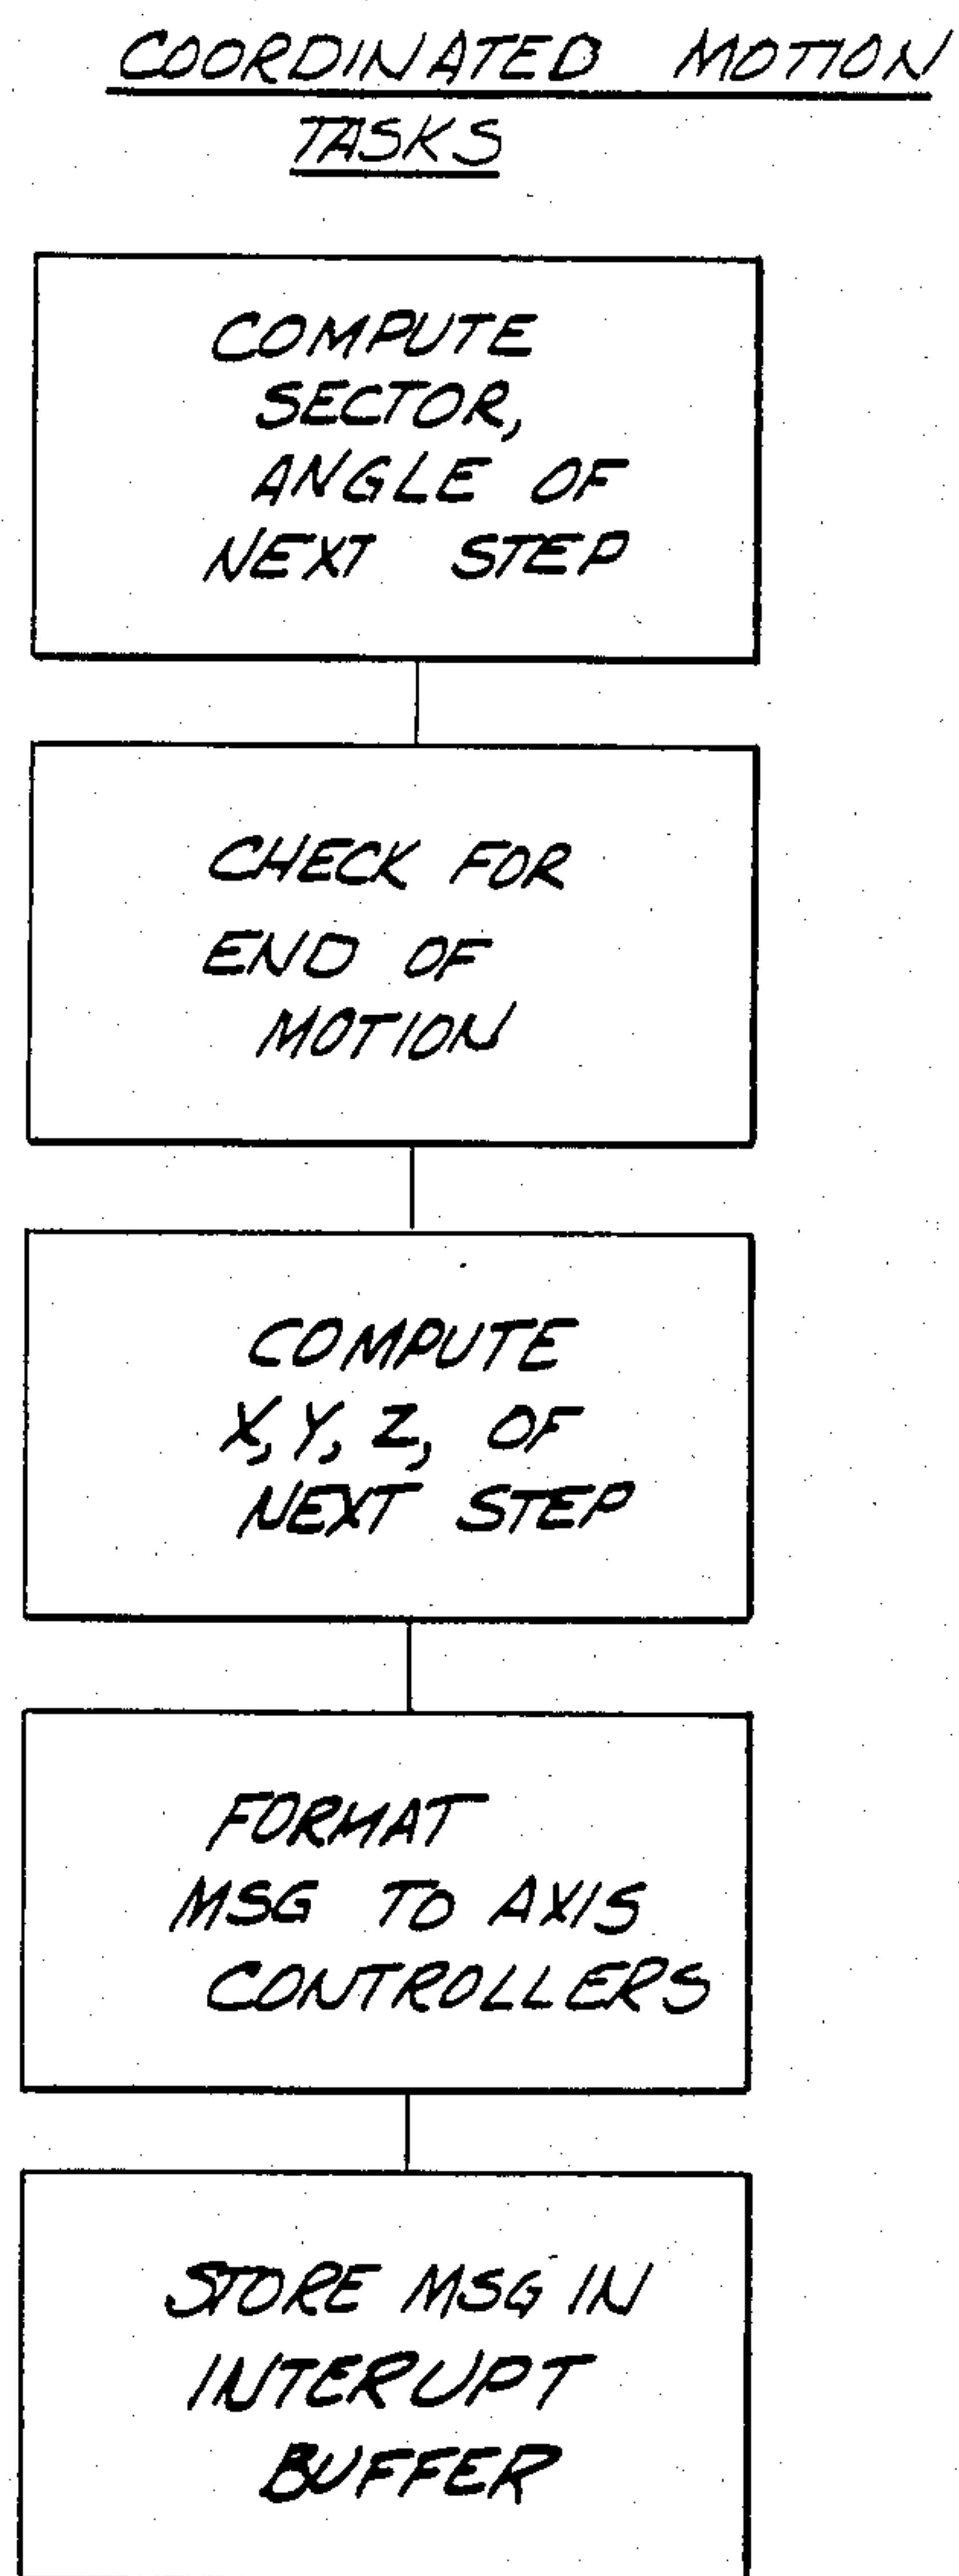 COORDINATED MOTION
TASKS
COMPUTE
SECTOR,
ANGLE OF
NEXT STEP
CHECK FOR
END OF
MOTION
COMPUTE
X, Y, Z, OF
NEXT STEP
FORMAT
MSG TO AXIS
CONTROLLERS
STORE MSG IN
INTERUPT
BUFFER